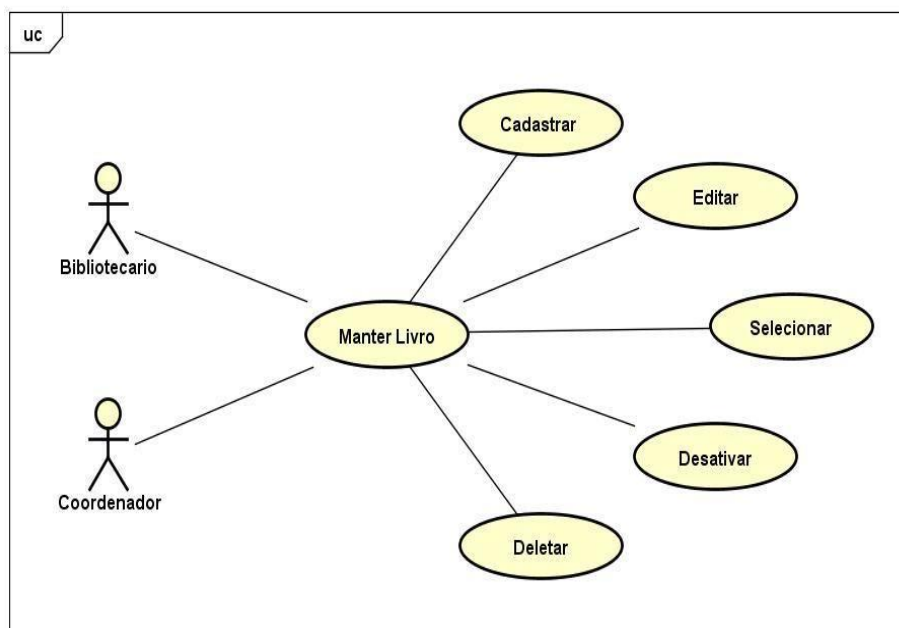 uc
Cadastrar
Editar
Bibliotecario
Selecionar
Manter Livro
Desativar
Coordenador
Deletar